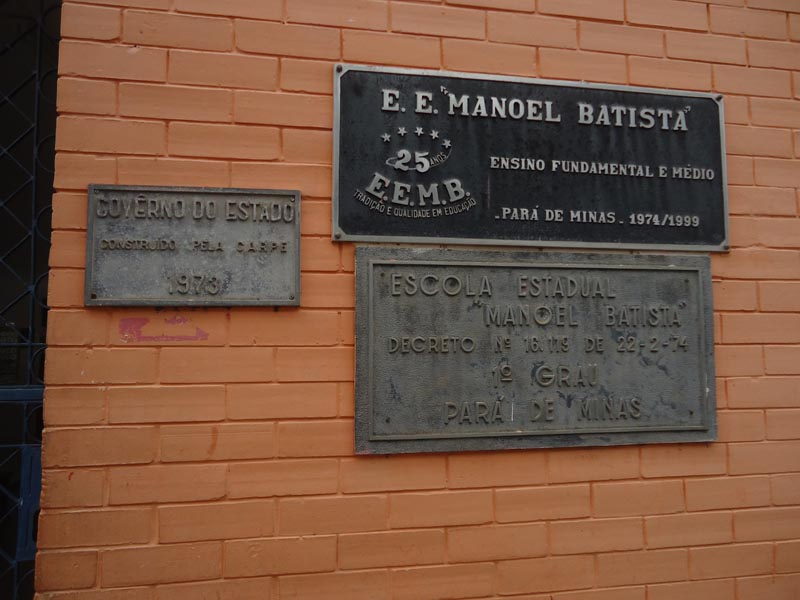 GOVÊRNO DO ESTADO
CONSTRUÍDO PELA CARPE
1973
E. E. "MANOEL BATISTA"
25 ANOS
E.E.M.B.
TRADIÇÃO E QUALIDADE EM EDUCAÇÃO
ENSINO FUNDAMENTAL E MÉDIO
- PARÁ DE MINAS - 1974/1999
ESCOLA ESTADUAL
"MANOEL BATISTA"
DECRETO Nº 16.119 DE 22-2-74
1º GRAU
PARÁ DE MINAS